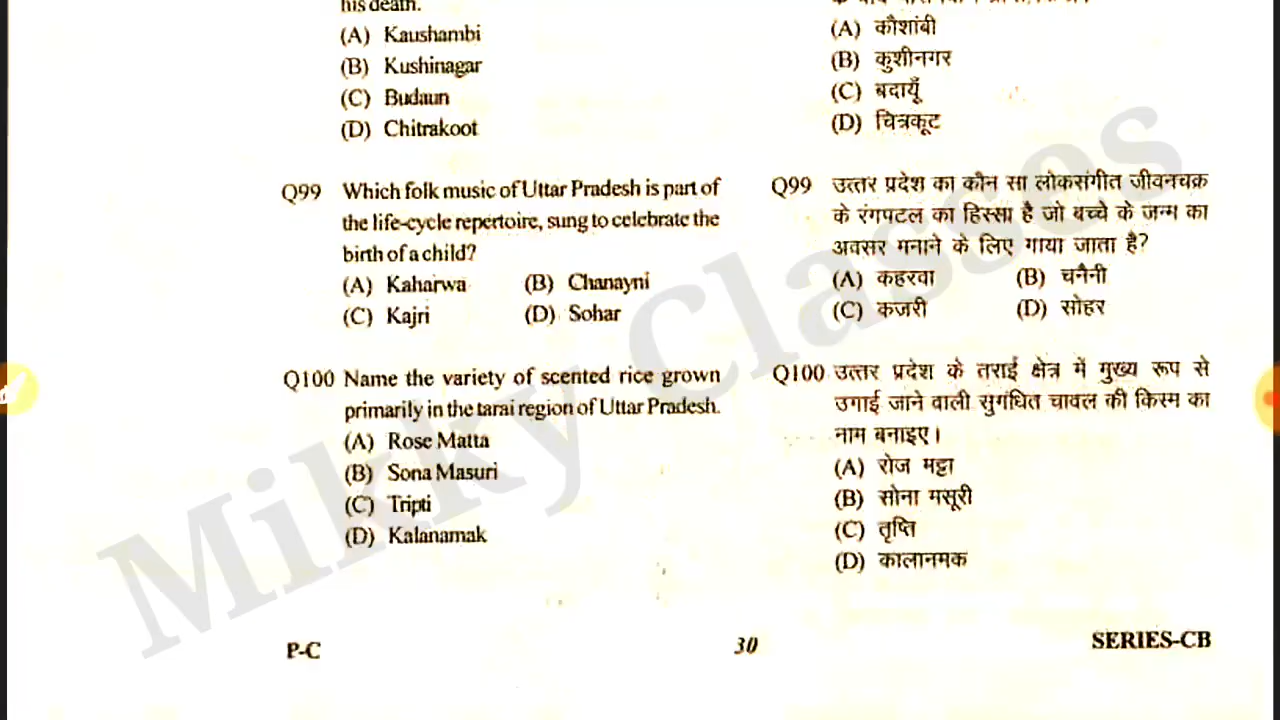 his death.
(A) Kaushambi
(B) Kushinagar
(C) Budaun
(D) Chitrakoot
Q99 Which folk music of Uttar Pradesh is part of
the life-cycle repertoire, sung to celebrate the
birth of a child?
(A) Kaharwa (B) Chanayni
(C) Kajri (D) Sohar
Q100 Name the variety of scented rice grown
primarily in the tarai region of Uttar Pradesh.
(A) Rose Matta
(B) Sona Masuri
(C) Tripti
(D) Kalanamak
(A) कौशांबी
(B) कुशीनगर
(C) बदायूँ
(D) चित्रकूट
Q99 उत्तर प्रदेश का कौन सा लोकसंगीत जीवनचक्र
के रंगपटल का हिस्सा है जो बच्चे के जन्म का
अवसर मनाने के लिए गाया जाता है?
(A) कहरवा (B) चनैनी
(C) कजरी (D) सोहर
Q100 उत्तर प्रदेश के तराई क्षेत्र में मुख्य रूप से
उगाई जाने वाली सुगंधित चावल की किस्म का
नाम बनाइए।
(A) रोज मट्टा
(B) सोना मसूरी
(C) तृप्ति
(D) कालानमक
P-C 30 SERIES-CB
Mikky Classes